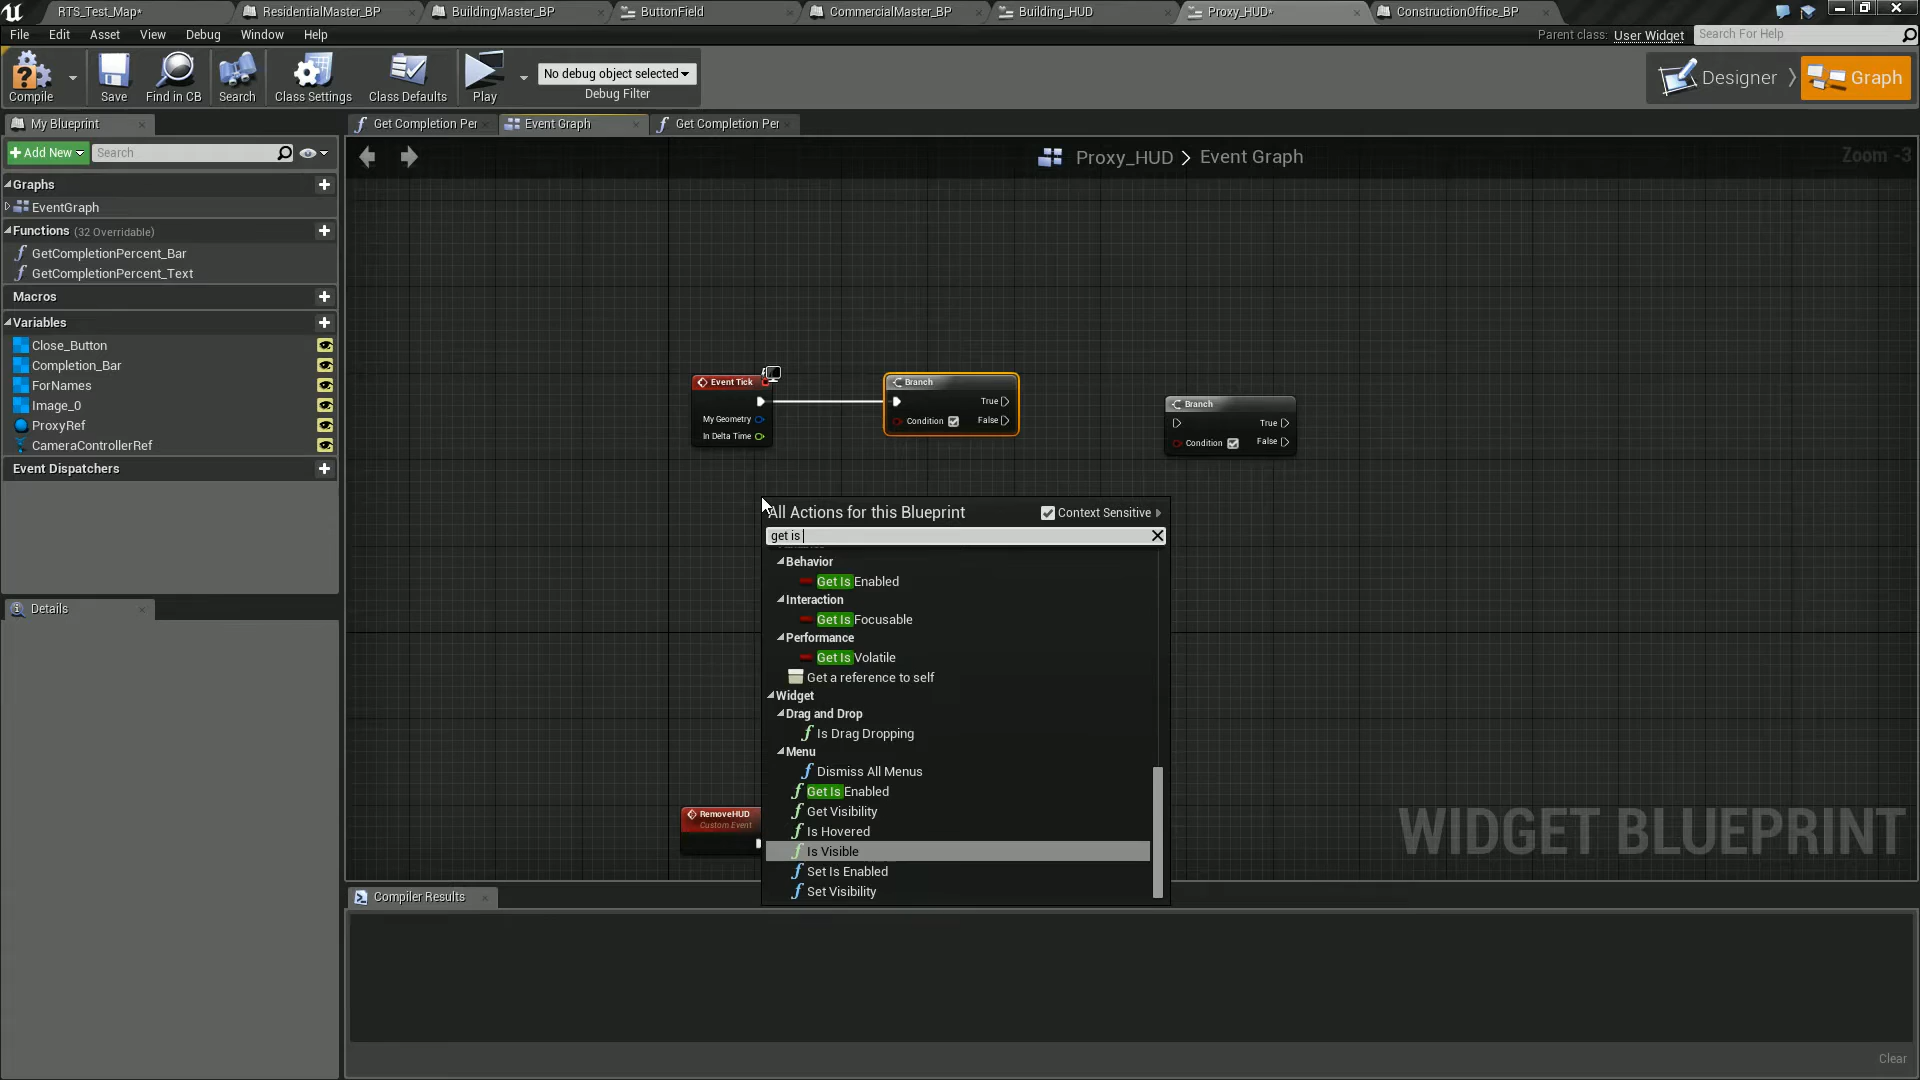 RTS_Test_Map*
ResidentialMaster_BP
BuildingMaster_BP
ButtonField
CommercialMaster_BP
Building_HUD
Proxy_HUD*
ConstructionOffice_BP
File Edit Asset View Debug Window Help
Parent class: User Widget
Search For Help
Compile
Save
Find in CB
Search
Class Settings
Class Defaults
Play
No debug object selected
Debug Filter
Designer
Graph
My Blueprint
Get Completion Per
Event Graph
Get Completion Per
Add New
Search
Proxy_HUD > Event Graph
Zoom -3
Graphs
EventGraph
Functions (32 Overridable)
GetCompletionPercent_Bar
GetCompletionPercent_Text
Macros
Variables
Close_Button
Completion_Bar
ForNames
Image_0
ProxyRef
CameraControllerRef
Event Dispatchers
Details
Event Tick
My Geometry
In Delta Time
Branch
True
Condition
False
Branch
True
Condition
False
All Actions for this Blueprint
Context Sensitive
get is
Behavior
Get Is Enabled
Interaction
Get Is Focusable
Performance
Get Is Volatile
Get a reference to self
Widget
Drag and Drop
Is Drag Dropping
Menu
Dismiss All Menus
Get Is Enabled
Get Visibility
Is Hovered
Is Visible
Set Is Enabled
Set Visibility
RemoveHUD
Custom Event
WIDGET BLUEPRINT
Compiler Results
Clear